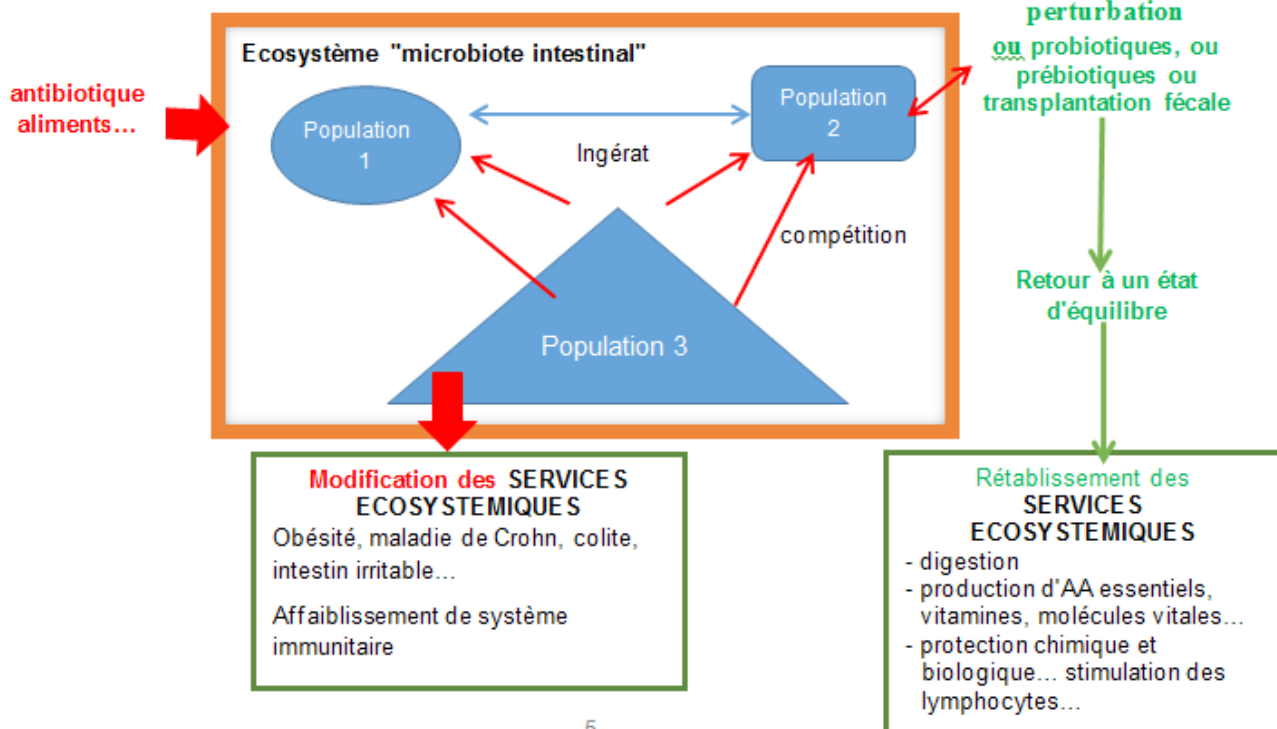 perturbation
ou probiotiques, ou
prébiotiques ou
transplantation fécale
Ecosystème "microbiote intestinal"
antibiotique
aliments…
Population
1
Population
2
Ingérat
compétition
Population 3
Retour à un état
d'équilibre
Modification des SERVICES
ECOSYSTEMIQUES
Obésité, maladie de Crohn, colite,
intestin irritable…
Affaiblissement de système
immunitaire
Rétablissement des
SERVICES
ECOSYSTEMIQUES
- digestion
- production d'AA essentiels,
vitamines, molécules vitales…
- protection chimique et
biologique… stimulation des
lymphocytes…
5